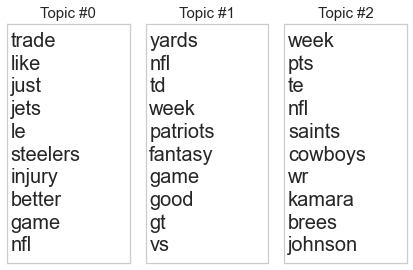 Topic #0
trade
like
just
jets
le
steelers
injury
better
game
nfl
Topic #1
yards
nfl
td
week
patriots
fantasy
game
good
gt
vs
Topic #2
week
pts
te
nfl
saints
cowboys
wr
kamara
brees
johnson